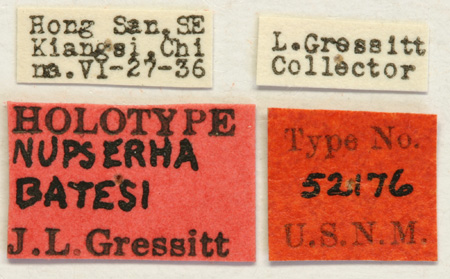 Hong San,SE
Kiangsi,Chi
na.VI-27-36
L.Gressitt
Collector
HOLOTYPE
NUPSERHA
BATESI
J.L.Gressitt
Type No.
52176
U.S.N.M.